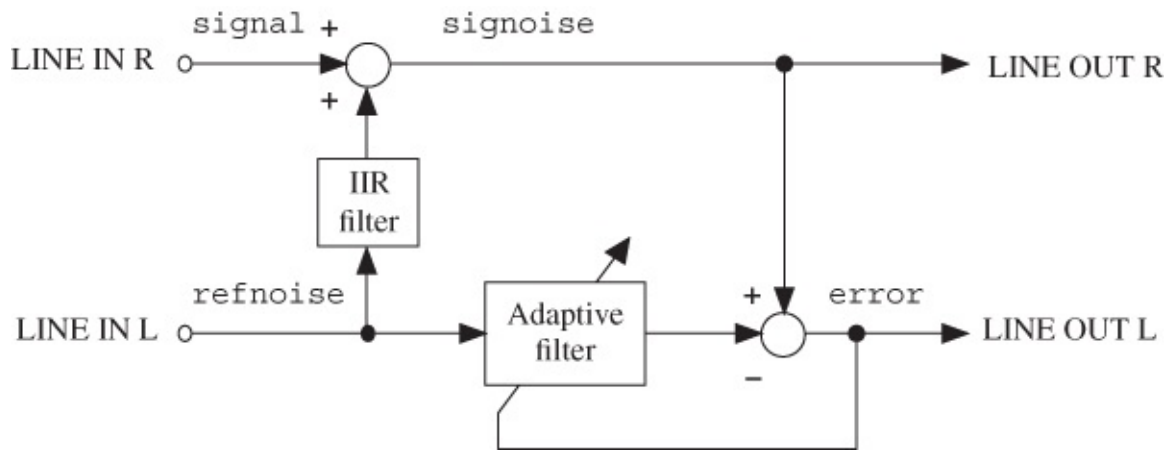 signal + signoise
LINE IN R LINE OUT R
+
IIR
filter
refnoise + error
LINE IN L Adaptive LINE OUT L
filter
−